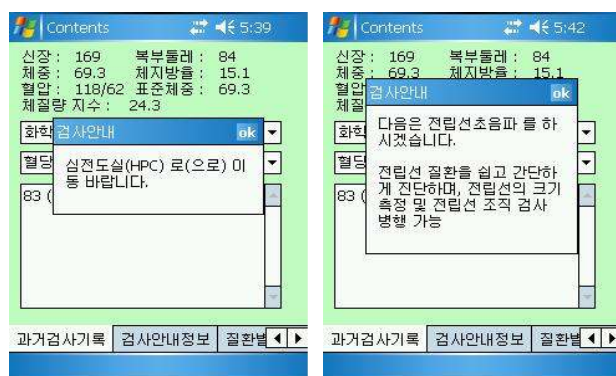 Contents 5:39
신장 : 169 복부둘레 : 84
체중 : 69.3 체지방율 : 15.1
혈압 : 118/62 표준체중 : 69.3
체질량 지수 : 24.3
화학
검사안내 ok
혈당
심전도실(HPC) 로(으로) 이
동 바랍니다.
83 (
과거검사기록 검사안내정보 질환별
Contents 5:42
신장 : 169 복부둘레 : 84
체중 : 69.3 체지방율 : 15.1
혈압
체질
검사안내 ok
화학
혈당
83 (
다음은 전립선초음파 를 하
시겠습니다.
전립선 질환을 쉽고 간단하
게 진단하며, 전립선의 크기
측정 및 전립선 조직 검사
병행 가능
과거검사기록 검사안내정보 질환별